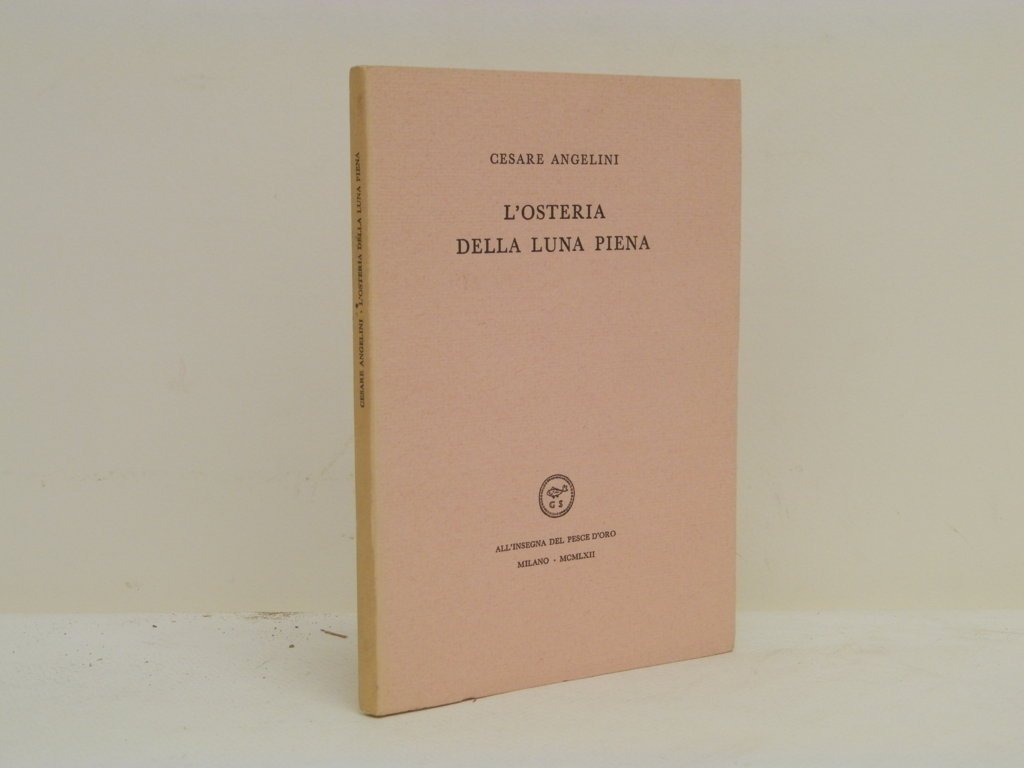 CESARE ANGELINI
L'OSTERIA
DELLA LUNA PIENA
G S
ALL'INSEGNA DEL PESCE D'ORO
MILANO · MCMLXII
CESARE ANGELINI · L'OSTERIA DELLA LUNA PIENA